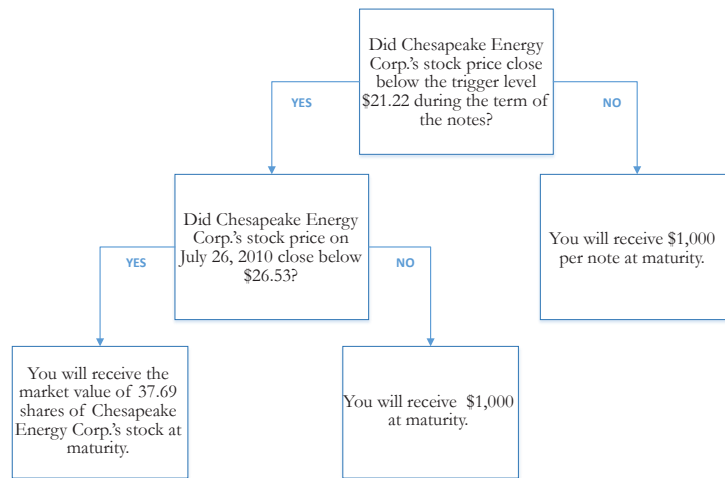 Did Chesapeake Energy
Corp.'s stock price close
below the trigger level
$21.22 during the term of
the notes?
YES
NO
Did Chesapeake Energy
Corp.'s stock price on
July 26, 2010 close below
$26.53?
You will receive $1,000
per note at maturity.
YES
NO
You will receive the
market value of 37.69
shares of Chesapeake
Energy Corp.'s stock at
maturity.
You will receive $1,000
at maturity.